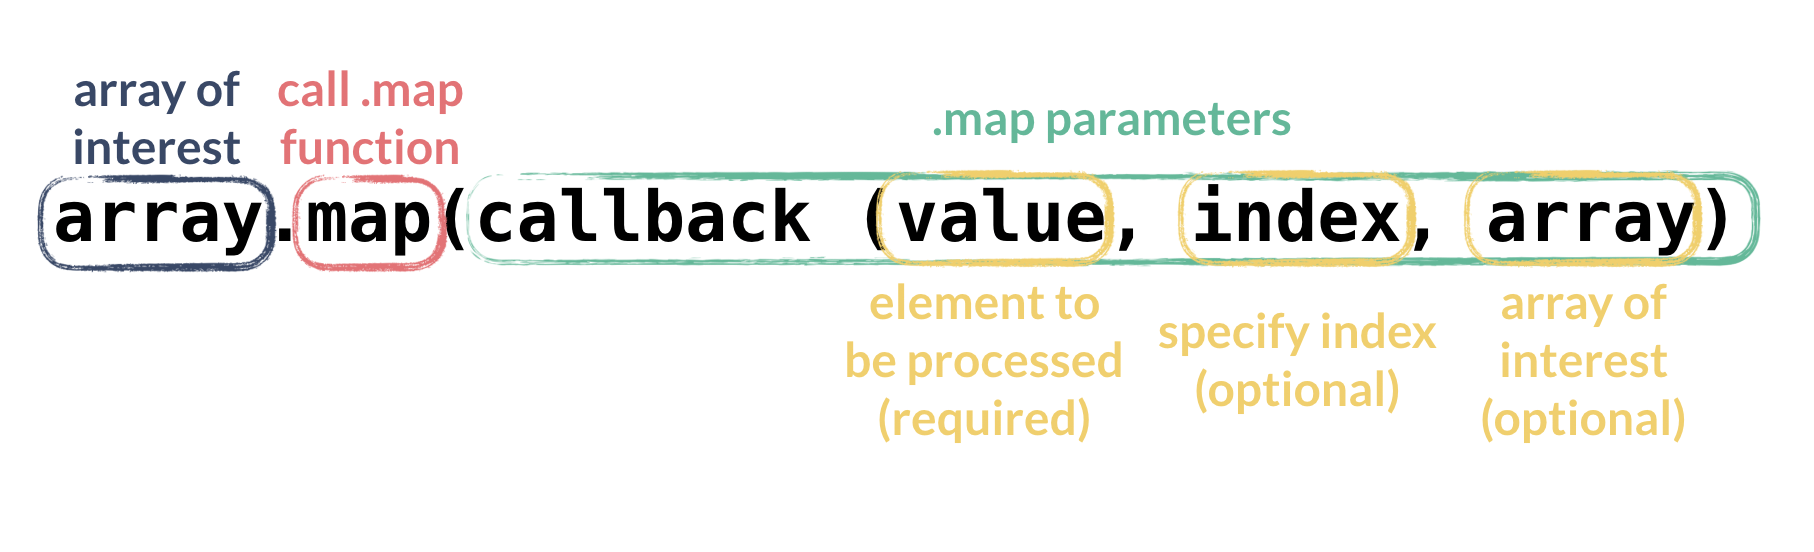 array of
interest
call .map
function
.map parameters
array.map(callback (value, index, array)
element to
be processed
(required)
specify index
(optional)
array of
interest
(optional)